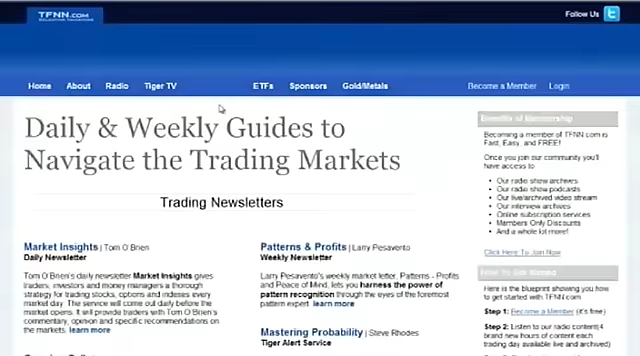 TFNN.com
Follow Us
Home About Radio Tiger TV ETFs Sponsors Gold/Metals Become a Member Login
Daily & Weekly Guides to
Navigate the Trading Markets
Trading Newsletters
Market Insights | Tom O'Brien
Daily Newsletter
Tom O'Brien's daily newsletter Market Insights gives
traders, investors and money managers a thorough
strategy for trading stocks, options and indexes every
market day. The service will come out daily before the
market opens. It will provide traders with Tom O'Brien's
commentary, opinion and specific recommendations on
the markets. learn more
Patterns & Profits | Larry Pesavento
Weekly Newsletter
Larry Pesavento's weekly market letter, Patterns - Profits
and Peace of Mind, lets you harness the power of
pattern recognition through the eyes of the foremost
pattern expert. learn more
Mastering Probability | Steve Rhodes
Tiger Alert Service
Benefits of Membership
Becoming a member of TFNN.com is
Fast, Easy, and FREE!
Once you join our community you'll
have access to
• Our radio show archives
• Our radio show podcasts
• Our live/archived video stream
• Our interview archives
• Online subscription services
• Members Only Discounts
• And a whole lot more!
Click Here To Join Now
How To Get Started
Here is the blueprint showing you
how to get started with TFNN.com
Step 1: Become a Member (it's free)
Step 2: Listen to our radio content(4
brand new hours of content each
trading day available live and archived)